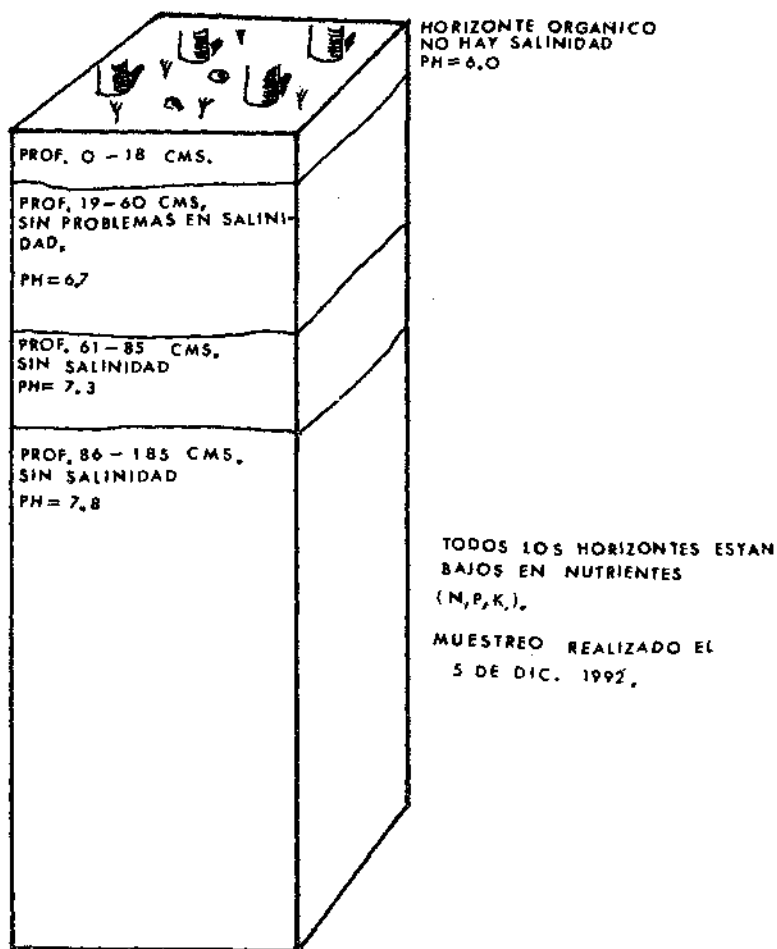 HORIZONTE ORGANICO
NO HAY SALINIDAD
PH=6.0
PROF. 0-18 CMS.
PROF. 19-60 CMS.
SIN PROBLEMAS EN SALINI-
DAD.
PH=6.7
PROF. 61-85 CMS.
SIN SALINIDAD
PH= 7.3
PROF. 86-185 CMS.
SIN SALINIDAD
PH= 7.8
TODOS LOS HORIZONTES ESTAN
BAJOS EN NUTRIENTES
(N,P,K,).
MUESTREO REALIZADO EL
5 DE DIC. 1992.